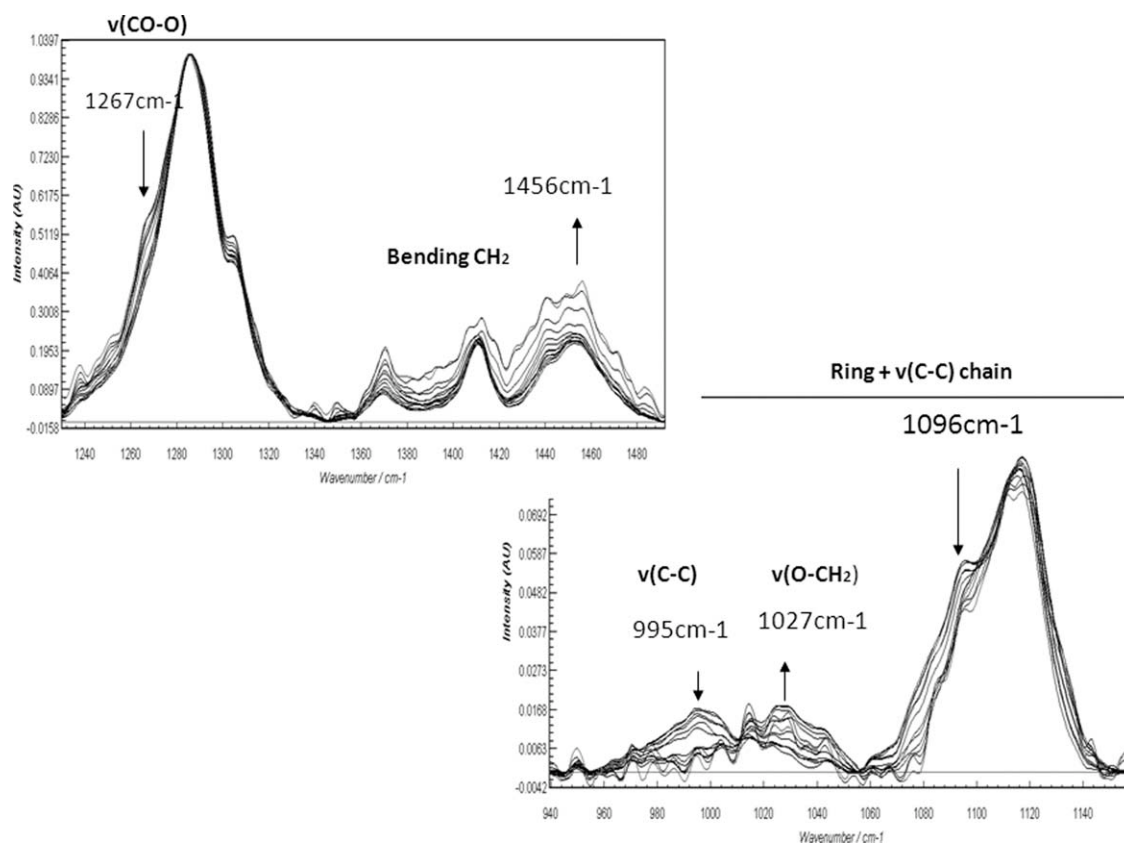 ν(CO-O)
1267cm-1
1456cm-1
Bending CH₂
Intensity (AU)
1.0397
0.9341
0.8286
0.7230
0.6175
0.5119
0.4064
0.3008
0.1953
0.0897
-0.0158
1240 1260 1280 1300 1320 1340 1360 1380 1400 1420 1440 1460 1480
Wavenumber / cm-1
Ring + ν(C-C) chain
1096cm-1
ν(C-C)
ν(O-CH₂)
995cm-1
1027cm-1
Intensity (AU)
0.0692
0.0587
0.0482
0.0377
0.0273
0.0168
0.0063
-0.0042
940 960 980 1000 1020 1040 1060 1080 1100 1120 1140
Wavenumber / cm-1